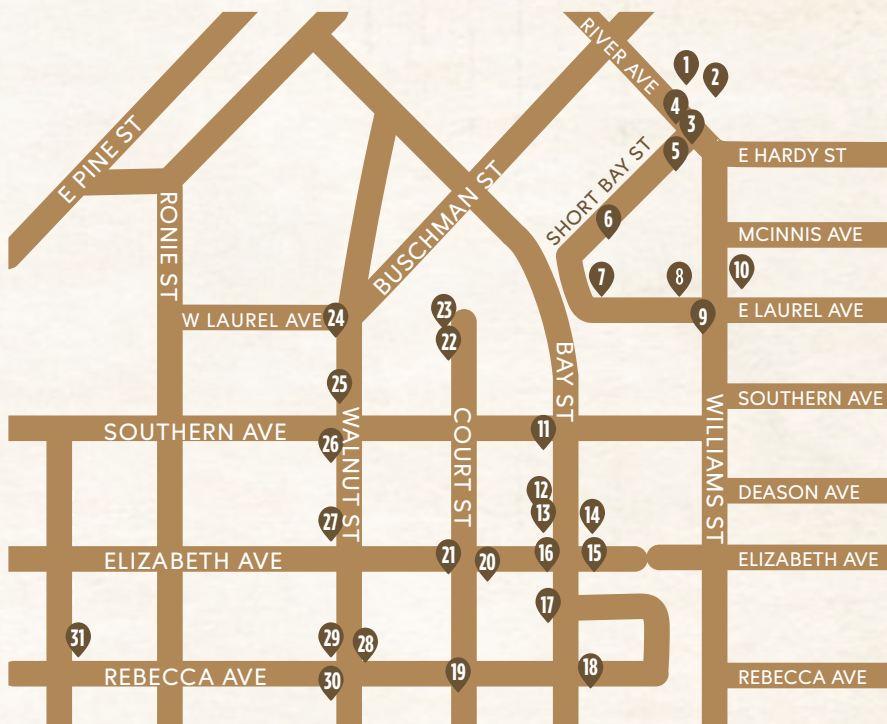 RIVER AVE
1
2
4
3
E HARDY ST
5
E PINE ST
SHORT BAY ST
RONIE ST
BUSCHMAN ST
6
MCINNIS AVE
7
8
10
W LAUREL AVE
24
23
9
E LAUREL AVE
22
BAY ST
25
SOUTHERN AVE
WILLIAMS ST
SOUTHERN AVE
26
WALNUT ST
COURT ST
11
12
13
14
DEASON AVE
27
ELIZABETH AVE
21
20
16
15
ELIZABETH AVE
17
31
29
28
REBECCA AVE
30
19
18
REBECCA AVE